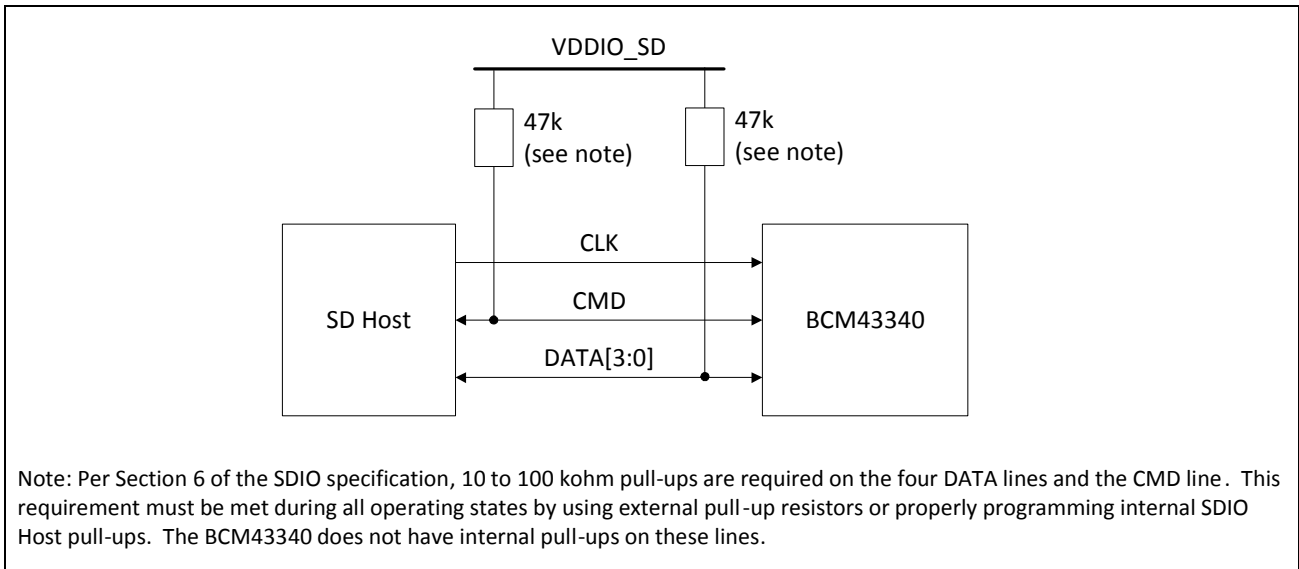 VDDIO_SD
47k
(see note)
47k
(see note)
CLK
CMD
DATA[3:0]
SD Host
BCM43340
Note: Per Section 6 of the SDIO specification, 10 to 100 kohm pull-ups are required on the four DATA lines and the CMD line. This
requirement must be met during all operating states by using external pull-up resistors or properly programming internal SDIO
Host pull-ups. The BCM43340 does not have internal pull-ups on these lines.